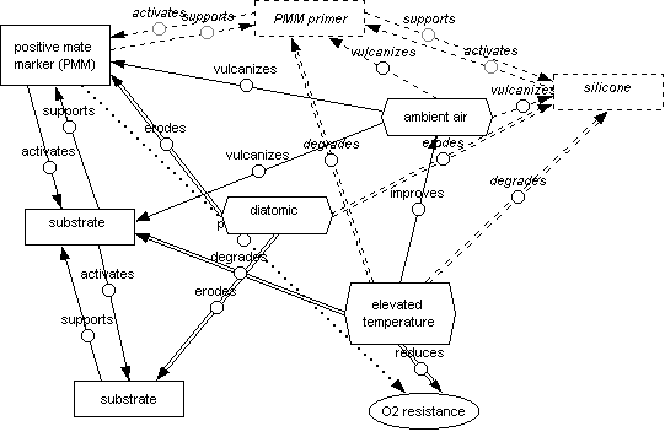 activates
supports
PMM primer
supports
activates
positive mate
marker (PMM)
vulcanizes
vulcanizes
silicone
vulcanizes
supports
ambient air
erodes
degrades
erodes
activates
vulcanizes
degrades
improves
substrate
diatomic
p
degrades
activates
erodes
elevated
temperature
supports
reduces
substrate
O2 resistance